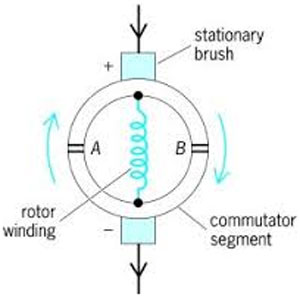 stationary
brush
+
A
B
rotor
winding
−
commutator
segment